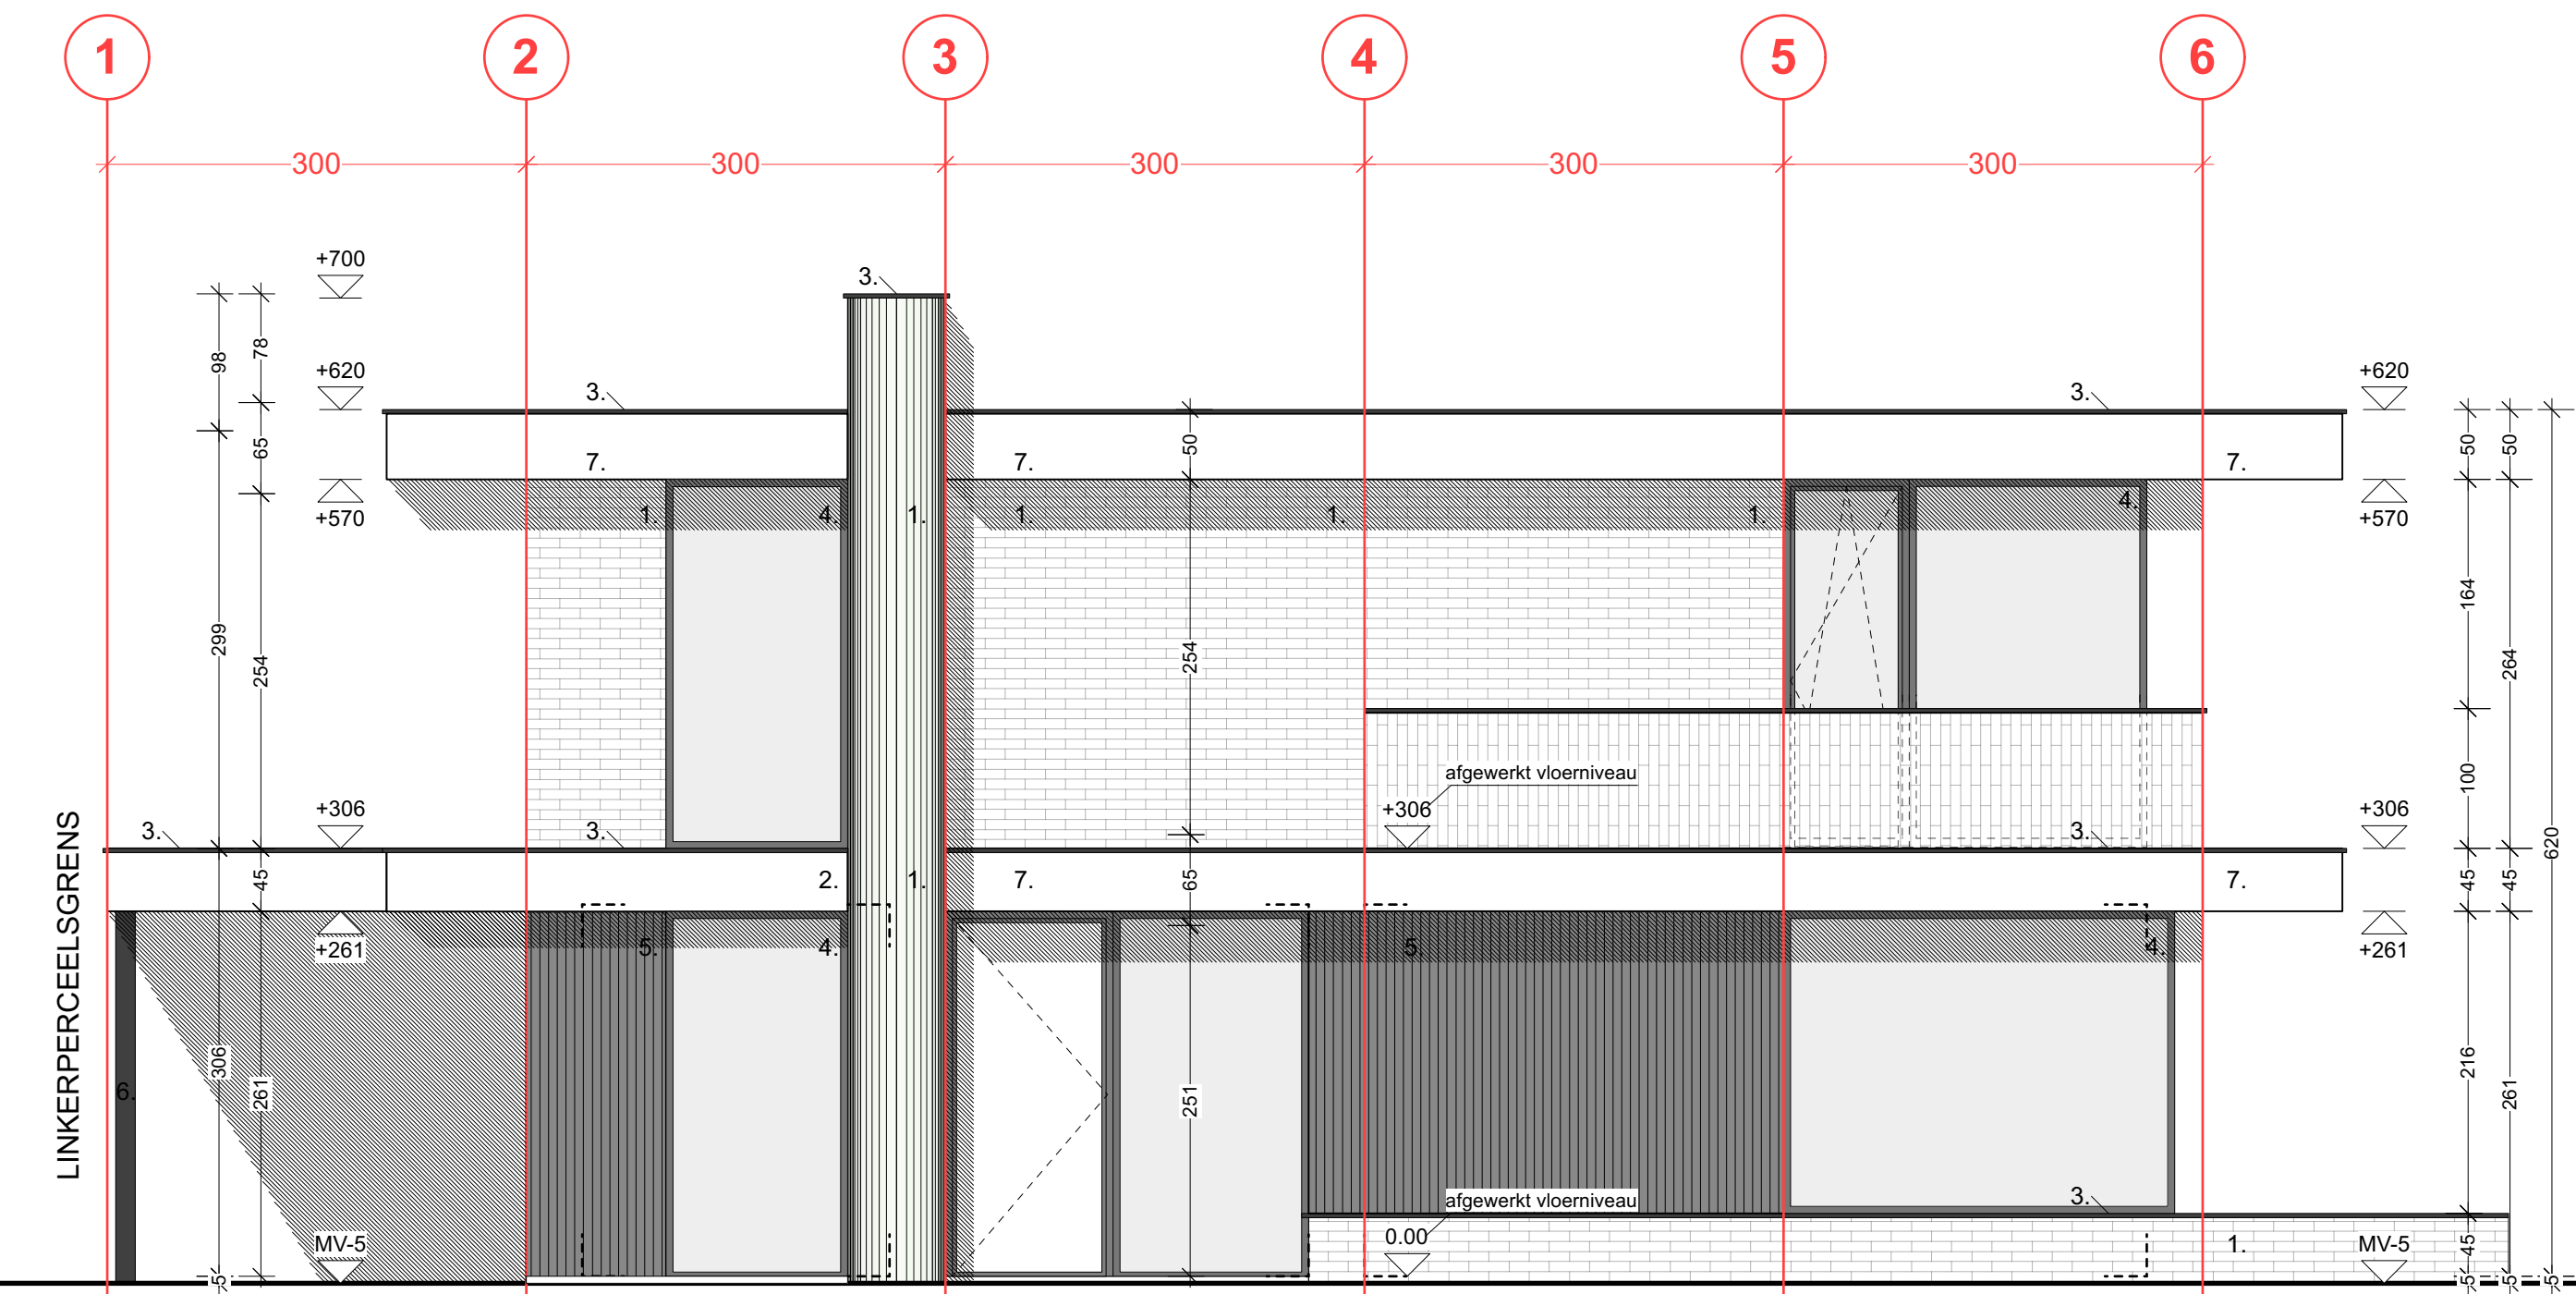 1 2 3 4 5 6
300 300 300 300 300
+700
3.
98 78
+620 3. 3. +620
65 50 50 50
7. 7. 7.
+570 1. 4. 1. 1. 1. 1. 4. +570
164
299 254 254 264
afgewerkt vloerniveau
100
+306 +306 +306
3. 3. 3.
620
45 2. 1. 7. 65 7. 45 45
+261 5. 4. 5. 4. +261
LINKERPERCEELSGRENS
306 261 6. 251 216 261
afgewerkt vloerniveau 3.
MV-5 0.00 1. MV-5 45
5 5 5 5